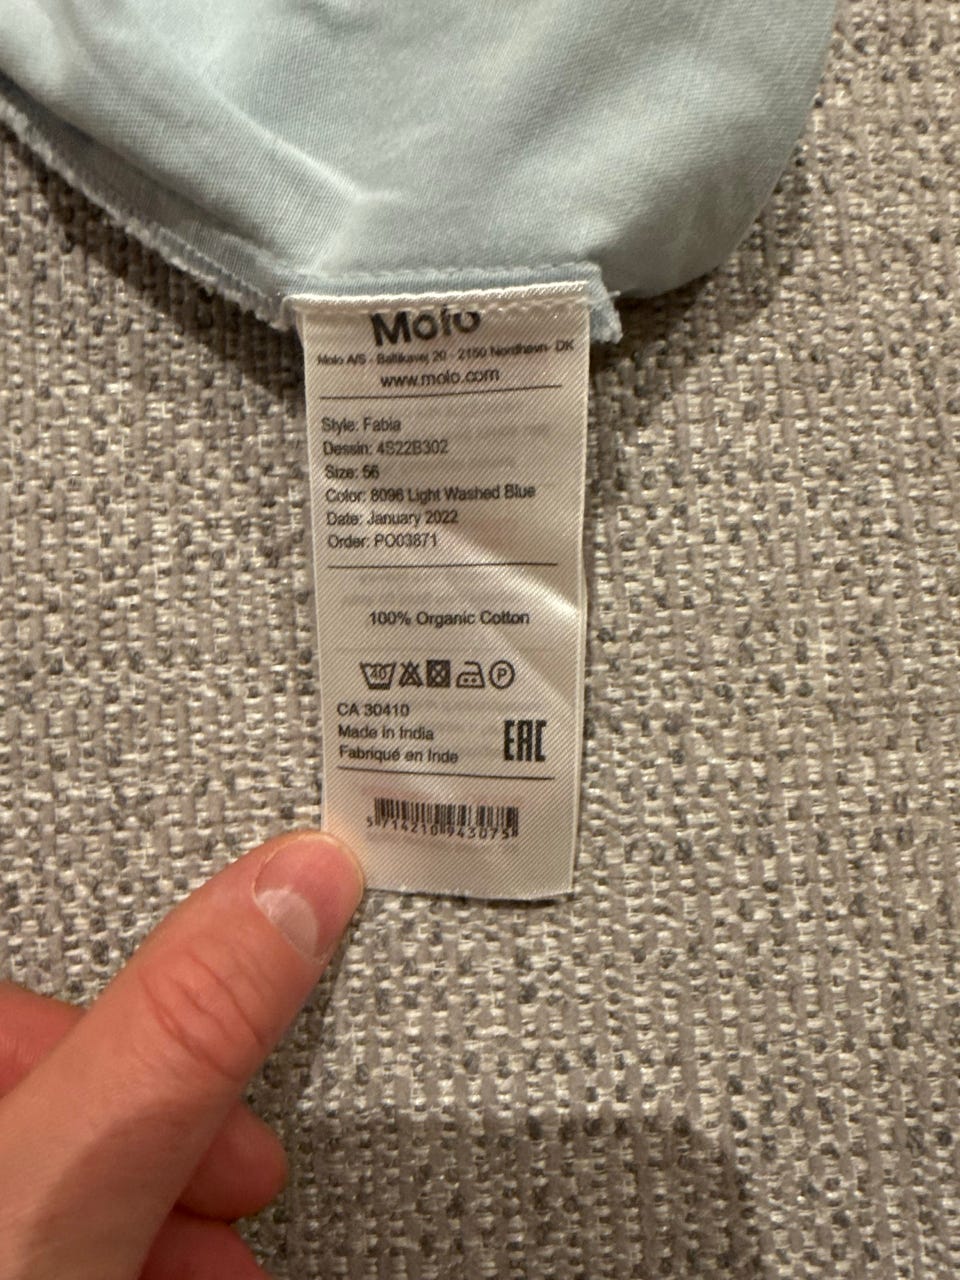 Molo
Molo A/S - Baltikavej 20 - 2150 Nordhavn- DK
www.molo.com
Style: Fabia
Dessin: 4S22B302
Size: 56
Color: 8096 Light Washed Blue
Date: January 2022
Order: PO03871
100% Organic Cotton
40 P
CA 30410
Made in India
Fabriqué en Inde
EAC
5714210943075